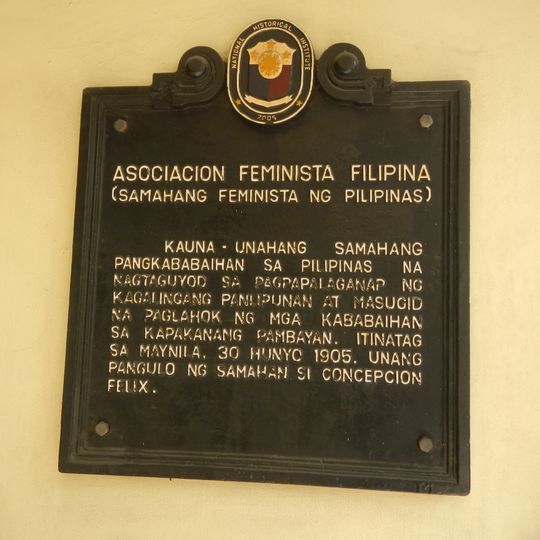 NATIONAL HISTORICAL INSTITUTE
2005
ASOCIACION FEMINISTA FILIPINA
(SAMAHANG FEMINISTA NG PILIPINAS)
KAUNA-UNAHANG SAMAHANG
PANGKABABAIHAN SA PILIPINAS NA
NAGTAGUYOD SA PAGPAPALAGANAP NG
KAGALINGANG PANLIPUNAN AT MASUGID
NA PAGLAHOK NG MGA KABABAIHAN
SA KAPAKANANG PAMBAYAN. ITINATAG
SA MAYNILA, 30 HUNYO 1905. UNANG
PANGULO NG SAMAHAN SI CONCEPCION
FELIX.